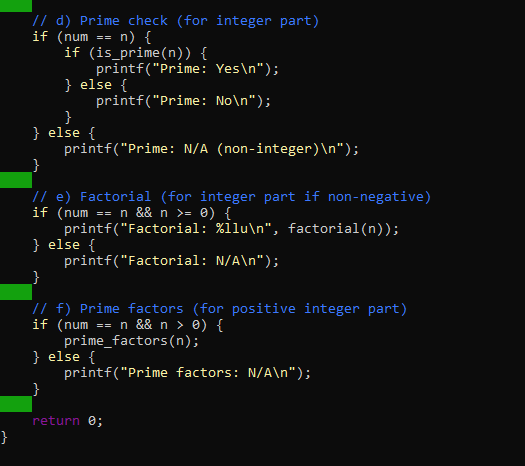 // d) Prime check (for integer part)
    if (num == n) {
        if (is_prime(n)) {
            printf("Prime: Yes\n");
        } else {
            printf("Prime: No\n");
        }
    } else {
        printf("Prime: N/A (non-integer)\n");
    }
    // e) Factorial (for integer part if non-negative)
    if (num == n && n >= 0) {
        printf("Factorial: %llu\n", factorial(n));
    } else {
        printf("Factorial: N/A\n");
    }
    // f) Prime factors (for positive integer part)
    if (num == n && n > 0) {
        prime_factors(n);
    } else {
        printf("Prime factors: N/A\n");
    }
    return 0;
}